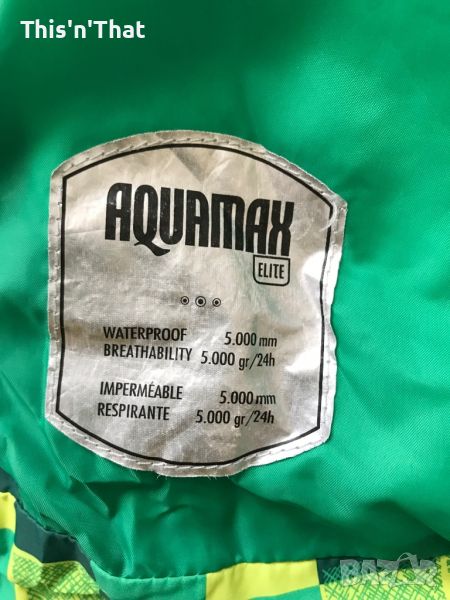 This'n'That
AQUAMAX
ELITE
WATERPROOF 5.000 mm
BREATHABILITY 5.000 gr/24h
IMPERMÉABLE 5.000 mm
RESPIRANTE 5.000 gr/24h
BAZAR